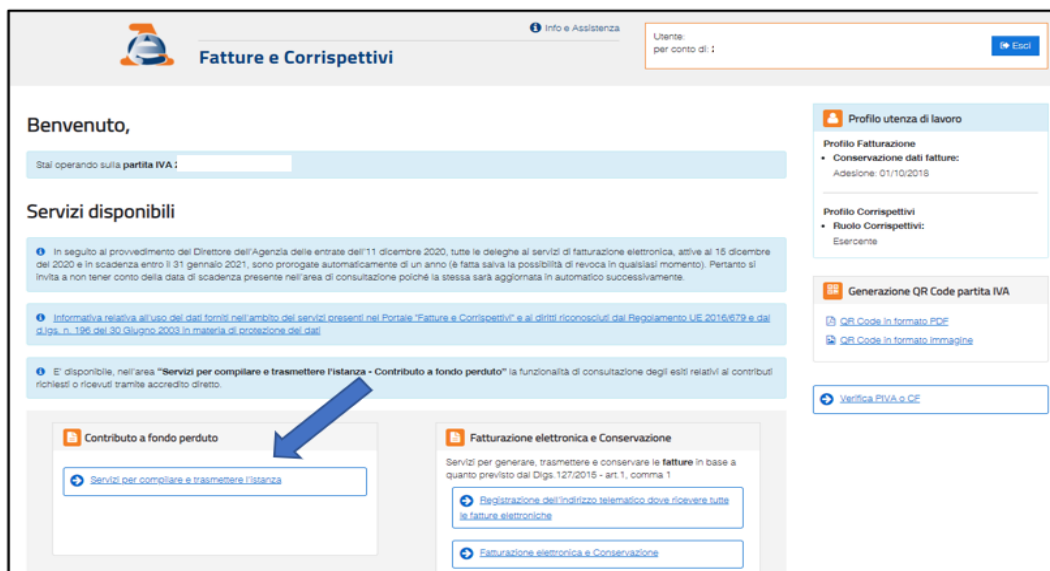 Info e Assistenza
Fatture e Corrispettivi
Utente:
per conto di:
Esci
Benvenuto,
Stai operando sulla partita IVA
Servizi disponibili
In seguito al provvedimento del Direttore dell'Agenzia delle entrate dell'11 dicembre 2020, tutte le deleghe ai servizi di fatturazione elettronica, attive al 15 dicembre
del 2020 e in scadenza entro il 31 gennaio 2021, sono prorogate automaticamente di un anno (è fatta salva la possibilità di revoca in qualsiasi momento). Pertanto si
invita a non tener conto della data di scadenza presente nell'area di consultazione poiché la stessa sarà aggiornata in automatico successivamente.
Informativa relativa all'uso dei dati forniti nell'ambito dei servizi presenti nel Portale "Fatture e Corrispettivi" e ai diritti riconosciuti dal Regolamento UE 2016/679 e dal
d.lgs. n. 196 del 30 Giugno 2003 in materia di protezione dei dati
E' disponibile, nell'area "Servizi per compilare e trasmettere l'istanza - Contributo a fondo perduto" la funzionalità di consultazione degli esiti relativi ai contributi
richiesti o ricevuti tramite accredito diretto.
Contributo a fondo perduto
Servizi per compilare e trasmettere l'istanza
Fatturazione elettronica e Conservazione
Servizi per generare, trasmettere e conservare le fatture in base a
quanto previsto dal Dlgs.127/2015 - art.1, comma 1
Registrazione dell'indirizzo telematico dove ricevere tutte
le fatture elettroniche
Fatturazione elettronica e Conservazione
Profilo utenza di lavoro
Profilo Fatturazione
Conservazione dati fatture:
Adesione: 01/10/2018
Profilo Corrispettivi
Ruolo Corrispettivi:
Esercente
Generazione QR Code partita IVA
QR Code in formato PDF
QR Code in formato immagine
Verifica PIVA o CF